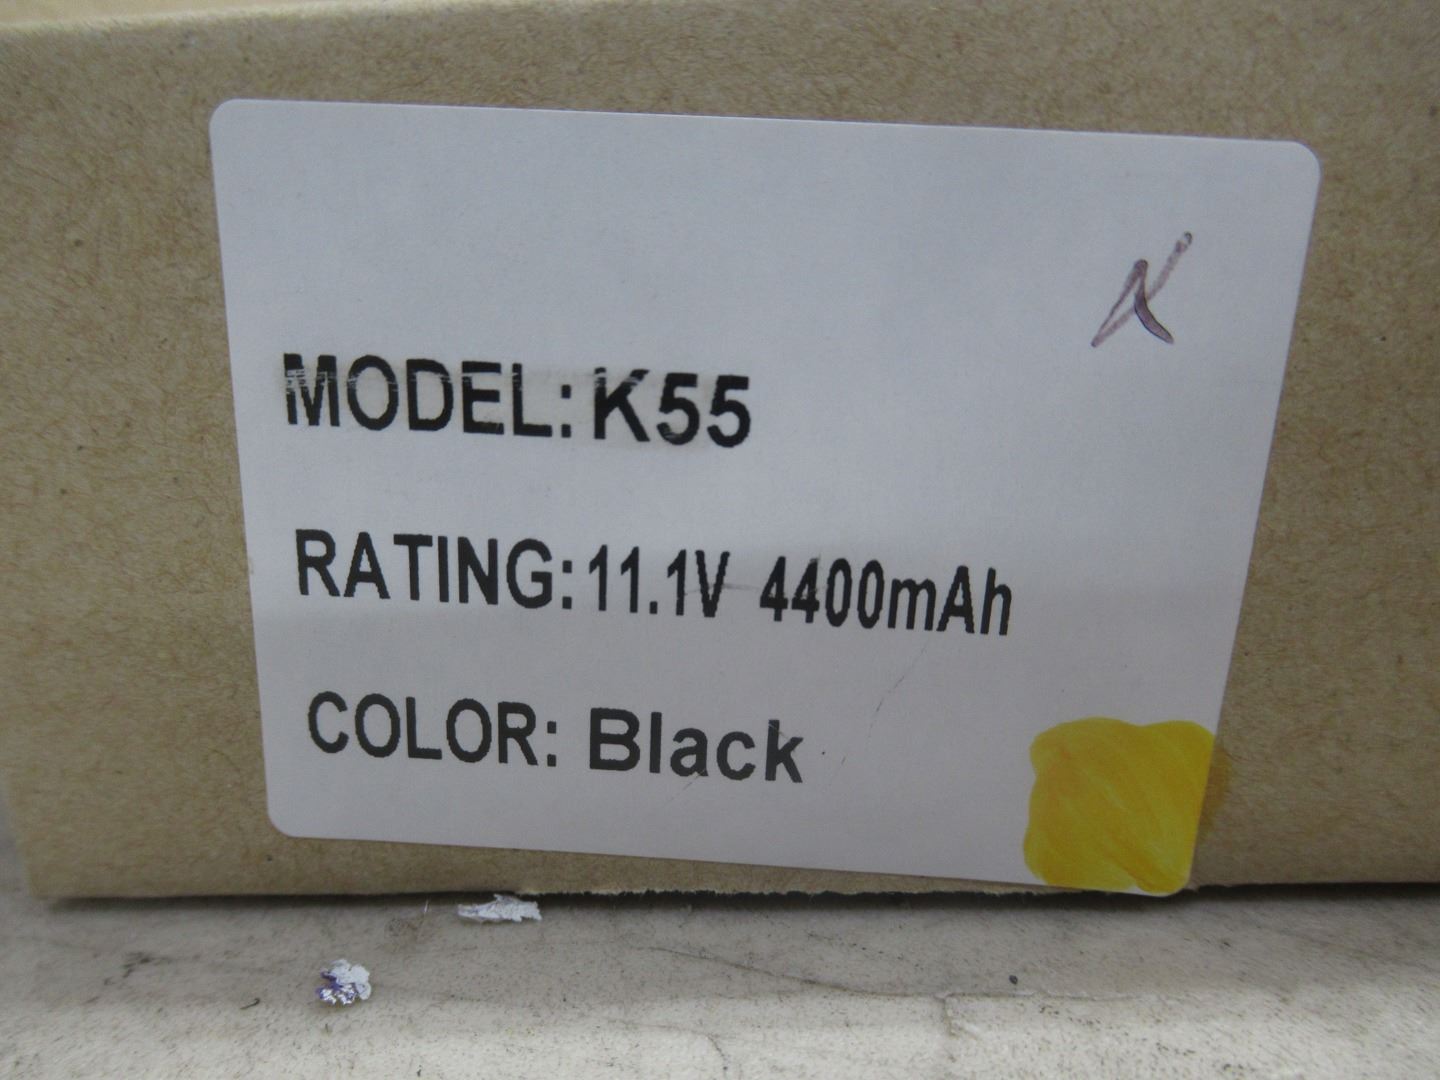 MODEL: K55
RATING: 11.1V 4400mAh
COLOR: Black